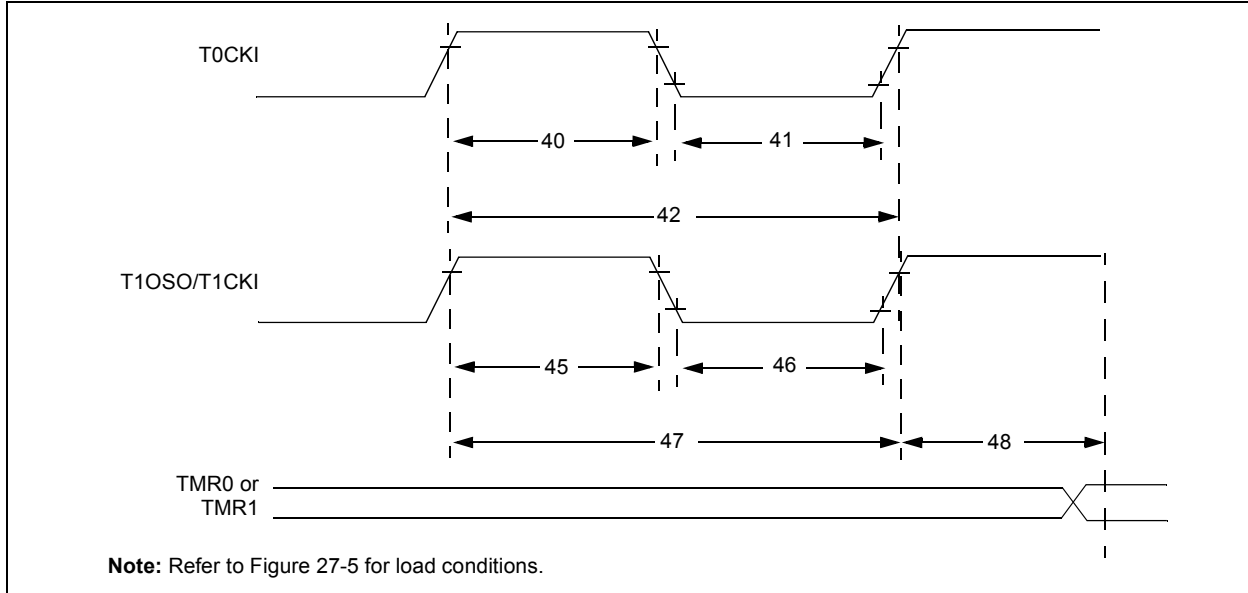 T0CKI
40
41
42
T1OSO/T1CKI
45
46
47
48
TMR0 or
TMR1
Note: Refer to Figure 27-5 for load conditions.